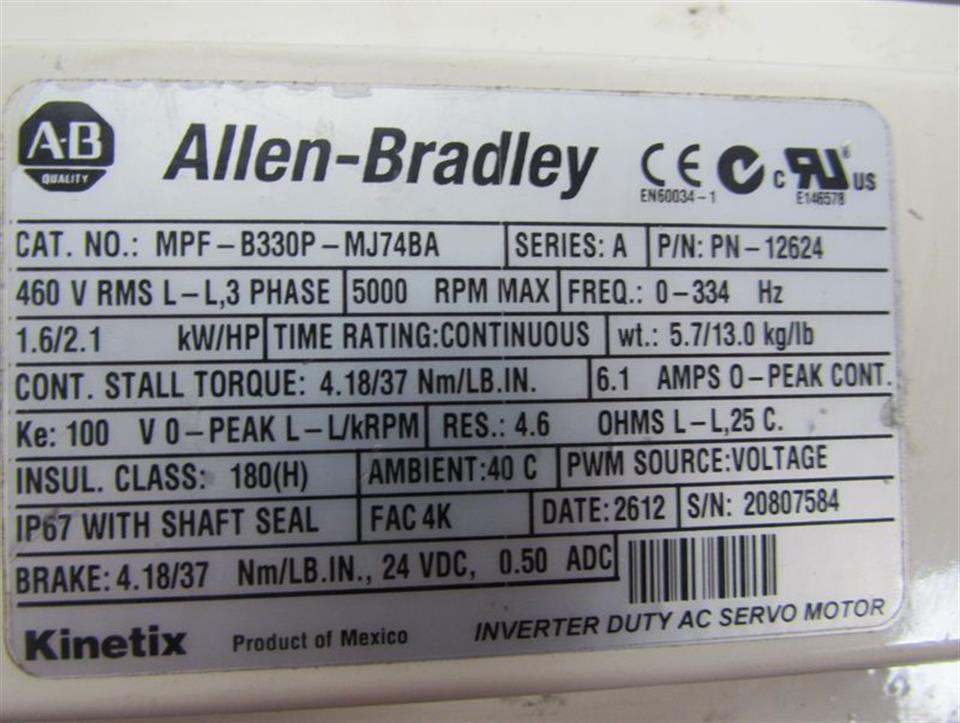 A-B
QUALITY
Allen-Bradley
CE
EN60034-1
c RU US
E146578
CAT. NO.: MPF-B330P-MJ74BA SERIES: A P/N: PN-12624
460 V RMS L-L,3 PHASE 5000 RPM MAX FREQ.: 0-334 Hz
1.6/2.1 kW/HP TIME RATING:CONTINUOUS wt.: 5.7/13.0 kg/lb
CONT. STALL TORQUE: 4.18/37 Nm/LB.IN. 6.1 AMPS 0-PEAK CONT.
Ke: 100 V 0-PEAK L-L/kRPM RES.: 4.6 OHMS L-L,25 C.
INSUL. CLASS: 180(H) AMBIENT:40 C PWM SOURCE:VOLTAGE
IP67 WITH SHAFT SEAL FAC 4K DATE: 2612 S/N: 20807584
BRAKE: 4.18/37 Nm/LB.IN., 24 VDC, 0.50 ADC
Kinetix Product of Mexico INVERTER DUTY AC SERVO MOTOR